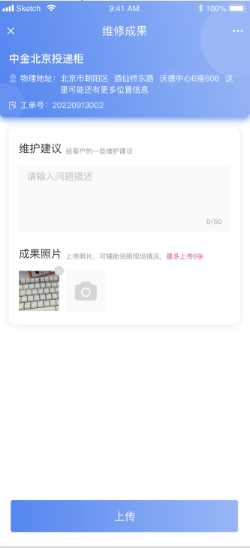 Sketch 9:41 AM 100%
维修成果
中金北京投递柜
物理地址：北京市朝阳区 酒仙桥东路 沃德中心B座606 这
里可能还有更多位置信息
工单号：20220913002
维护建议 给客户的一些维护建议
请输入问题描述
0/50
成果照片 上传照片，可辅助说明现场情况，最多上传6张
上传